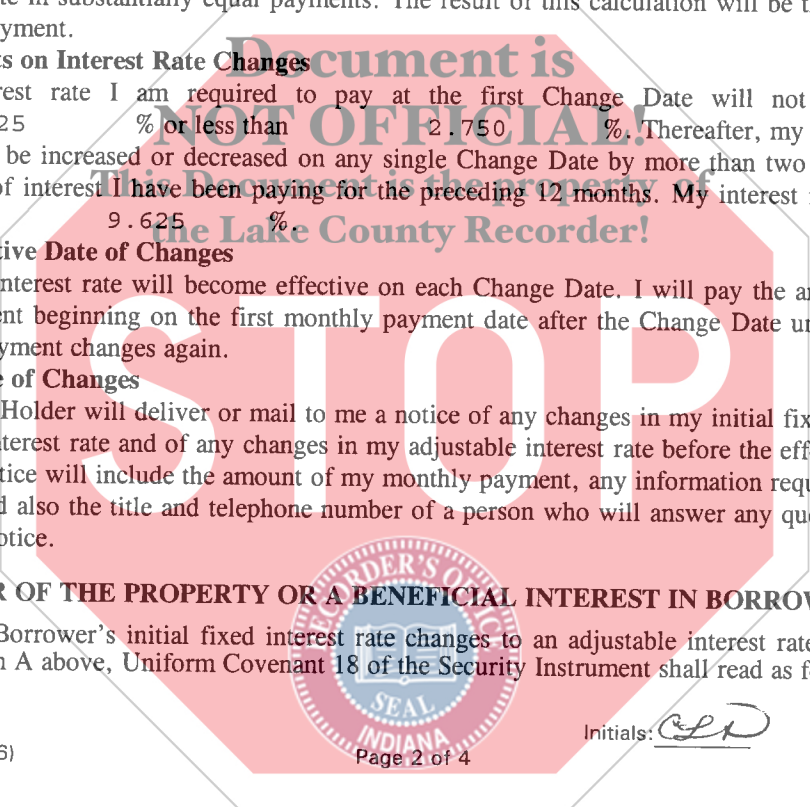 te in substantially equal payments. The result of this calculation will be t
yment.
ts on Interest Rate Changes
rest rate I am required to pay at the first Change Date will not
25 % or less than 2.750 %. Thereafter, my
be increased or decreased on any single Change Date by more than two
of interest I have been paying for the preceding 12 months. My interest
9.625 %.
tive Date of Changes
nterest rate will become effective on each Change Date. I will pay the a
nt beginning on the first monthly payment date after the Change Date un
yment changes again.
e of Changes
Holder will deliver or mail to me a notice of any changes in my initial fix
terest rate and of any changes in my adjustable interest rate before the eff
tice will include the amount of my monthly payment, any information requ
d also the title and telephone number of a person who will answer any qu
otice.
R OF THE PROPERTY OR A BENEFICIAL INTEREST IN BORROW
Borrower's initial fixed interest rate changes to an adjustable interest rate
n A above, Uniform Covenant 18 of the Security Instrument shall read as f
Initials: CLD
6)
Page 2 of 4
Document is
NOT OFFICIAL!
This Document is the property of
the Lake County Recorder!
STOP
RECORDER'S OFFICE
SEAL
INDIANA